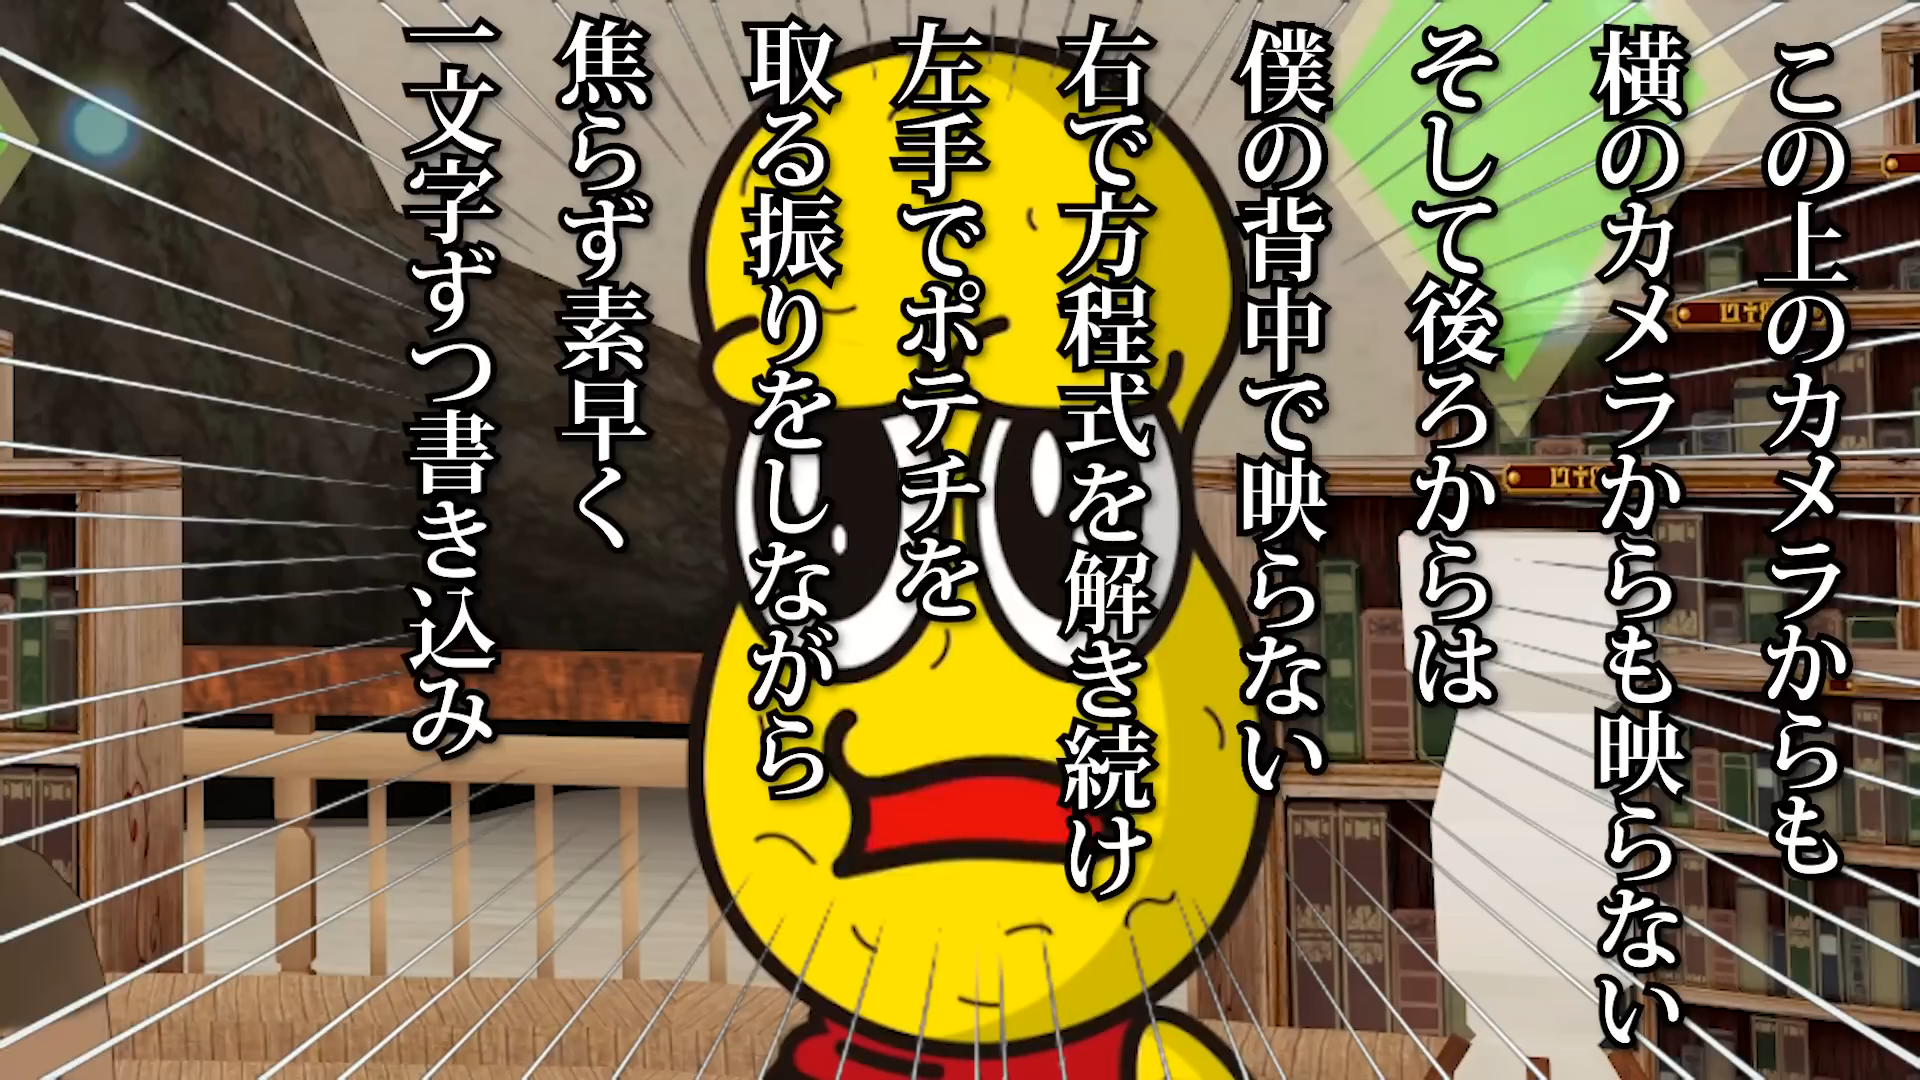 この上のカメラからも
横のカメラからも映らない
そして後ろからは
僕の背中で映らない
右で方程式を解き続け
左手でポテチを
取る振りをしながら
焦らず素早く
一文字ずつ書き込み